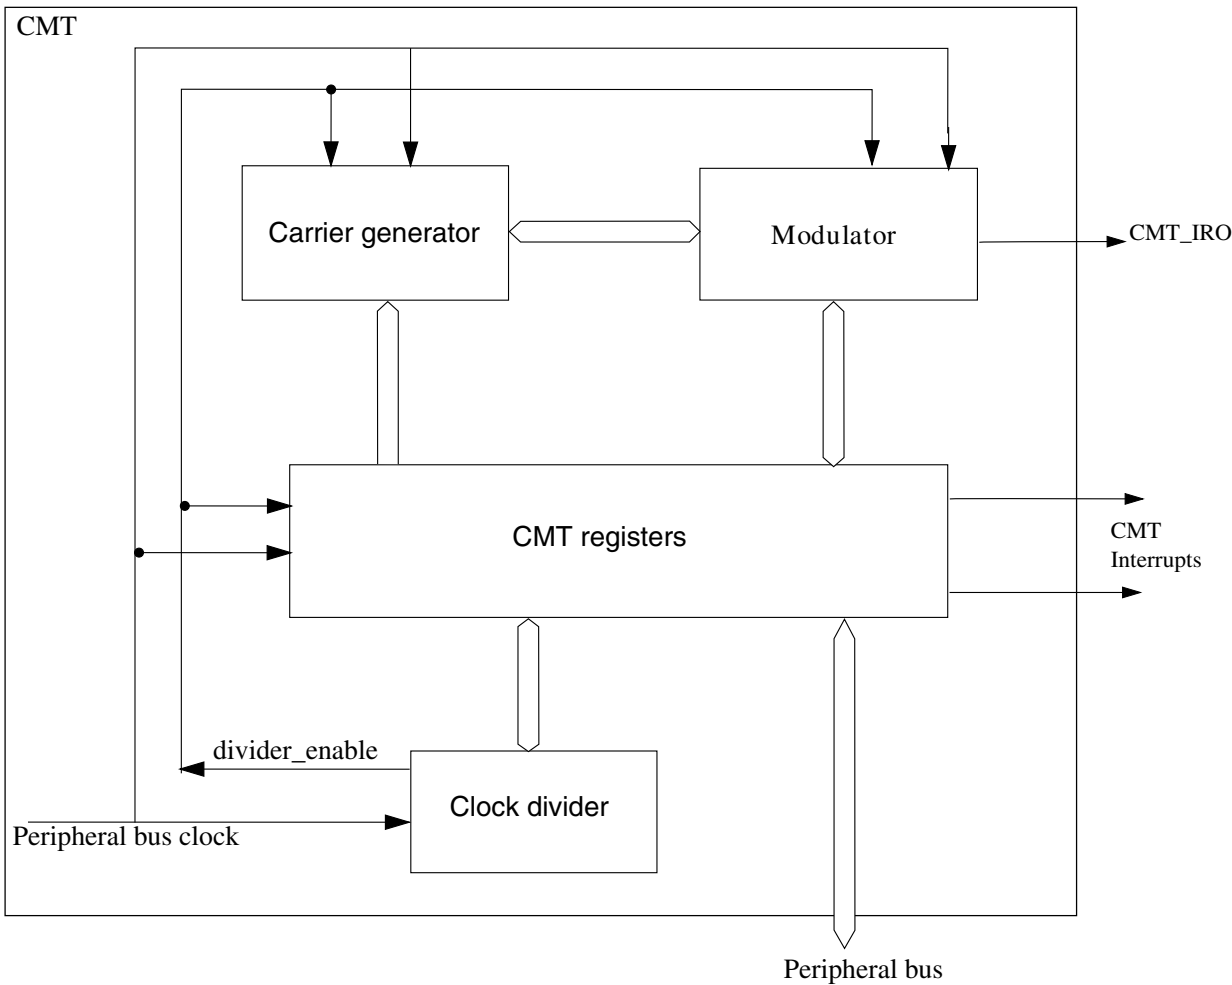 CMT
Carrier generator
Modulator
CMT_IRO
CMT registers
CMT
Interrupts
divider_enable
Clock divider
Peripheral bus clock
Peripheral bus